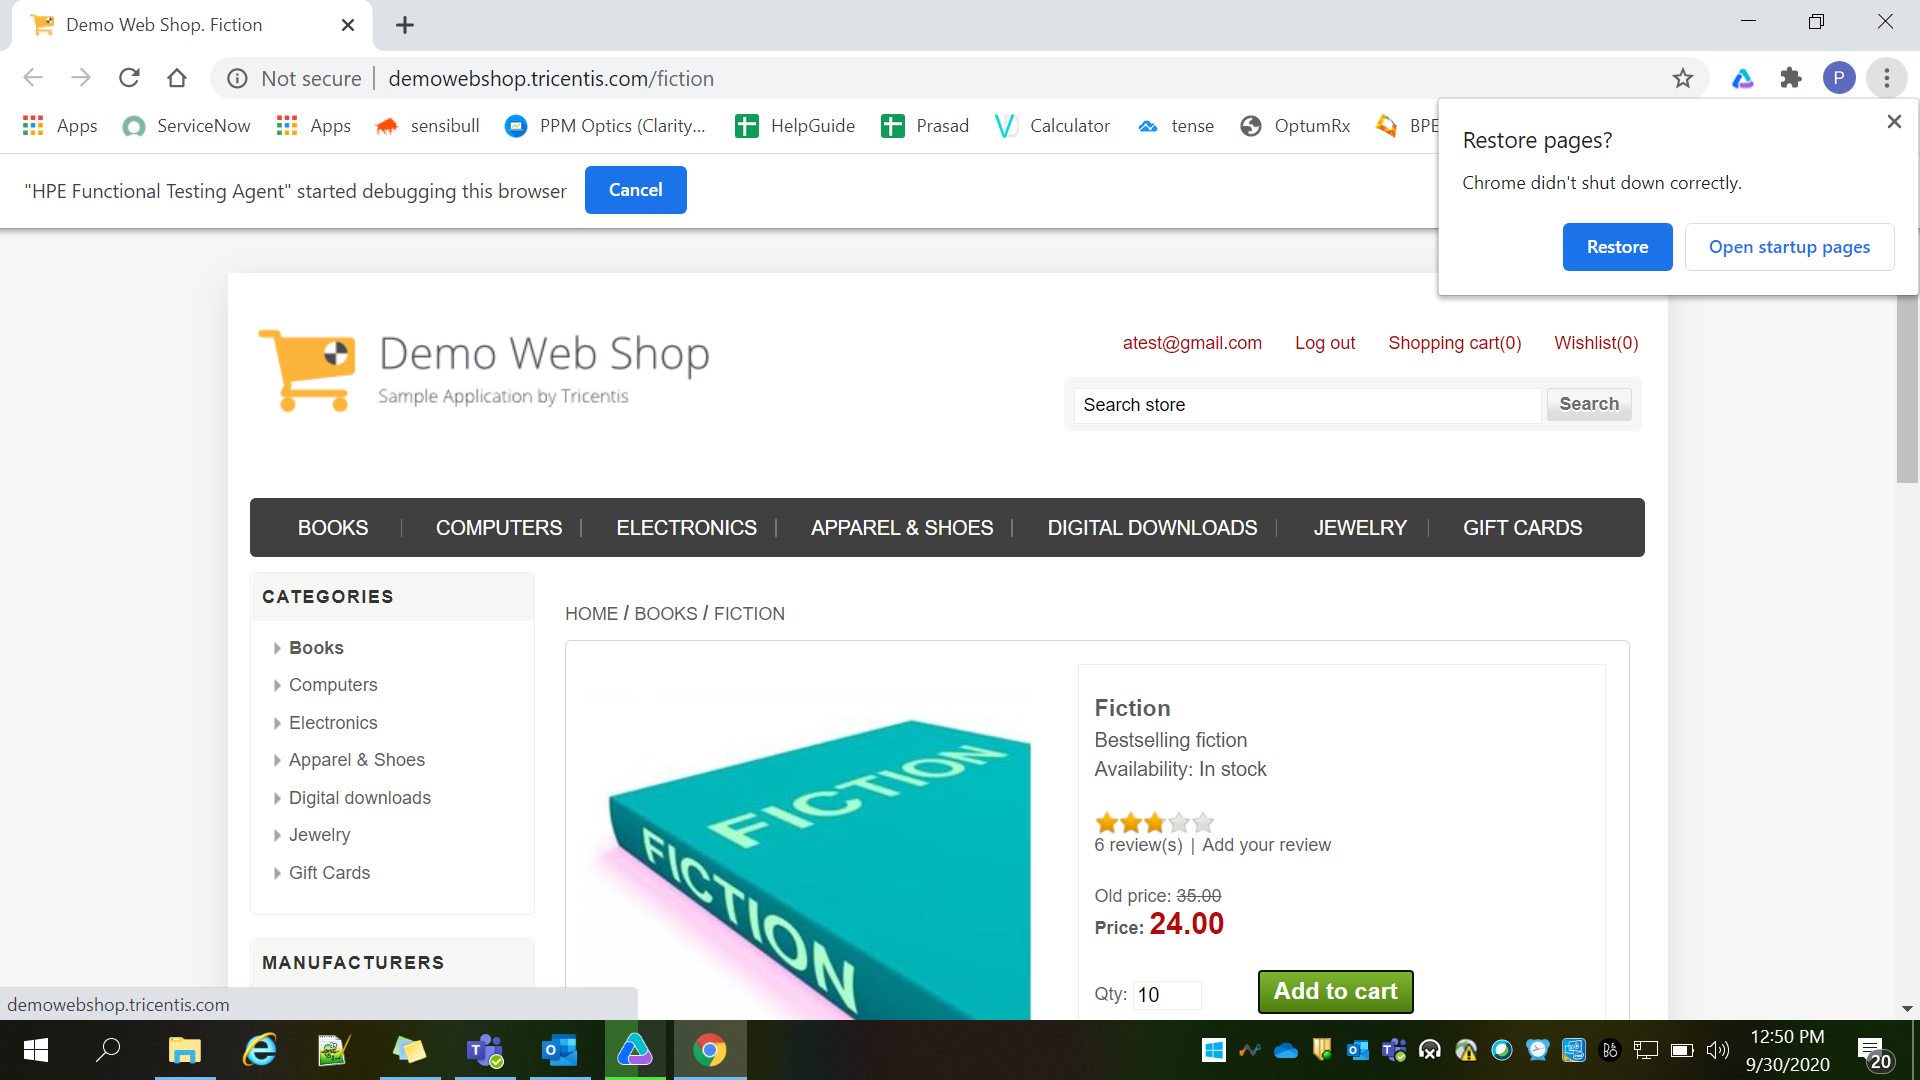 Demo Web Shop. Fiction
Not secure
demowebshop.tricentis.com/fiction
P
Apps
ServiceNow
Apps
sensibull
PPM Optics (Clarity...
HelpGuide
Prasad
Calculator
tense
OptumRx
BPE
"HPE Functional Testing Agent" started debugging this browser
Cancel
Restore pages?
Chrome didn't shut down correctly.
Restore
Open startup pages
Demo Web Shop
Sample Application by Tricentis
atest@gmail.com
Log out
Shopping cart(0)
Wishlist(0)
Search store
Search
BOOKS
COMPUTERS
ELECTRONICS
APPAREL & SHOES
DIGITAL DOWNLOADS
JEWELRY
GIFT CARDS
CATEGORIES
Books
Computers
Electronics
Apparel & Shoes
Digital downloads
Jewelry
Gift Cards
MANUFACTURERS
HOME / BOOKS / FICTION
FICTION
FICTION
Fiction
Bestselling fiction
Availability: In stock
6 review(s) | Add your review
Old price: 35.00
Price: 24.00
Qty: 10
Add to cart
demowebshop.tricentis.com
12:50 PM
9/30/2020
20